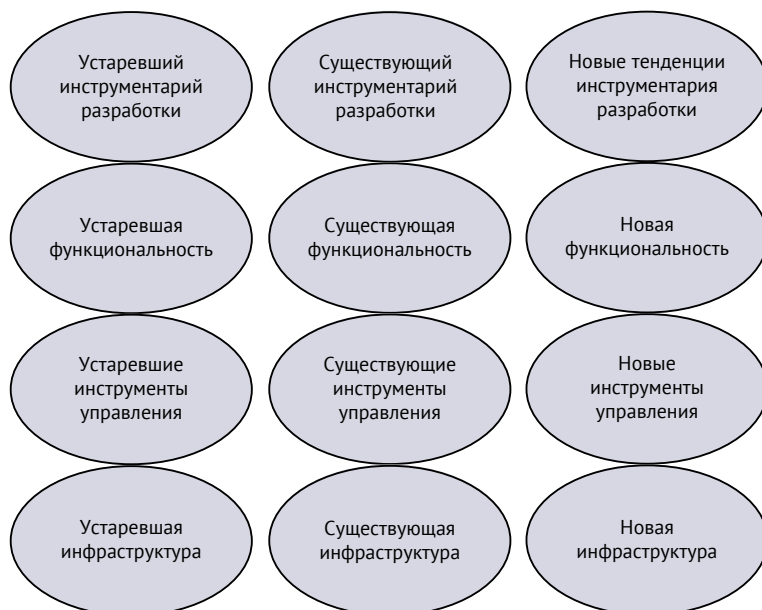 Устаревший
инструментарий
разработки
Существующий
инструментарий
разработки
Новые тенденции
инструментария
разработки
Устаревшая
функциональность
Существующая
функциональность
Новая
функциональность
Устаревшие
инструменты
управления
Существующие
инструменты
управления
Новые
инструменты
управления
Устаревшая
инфраструктура
Существующая
инфраструктура
Новая
инфраструктура